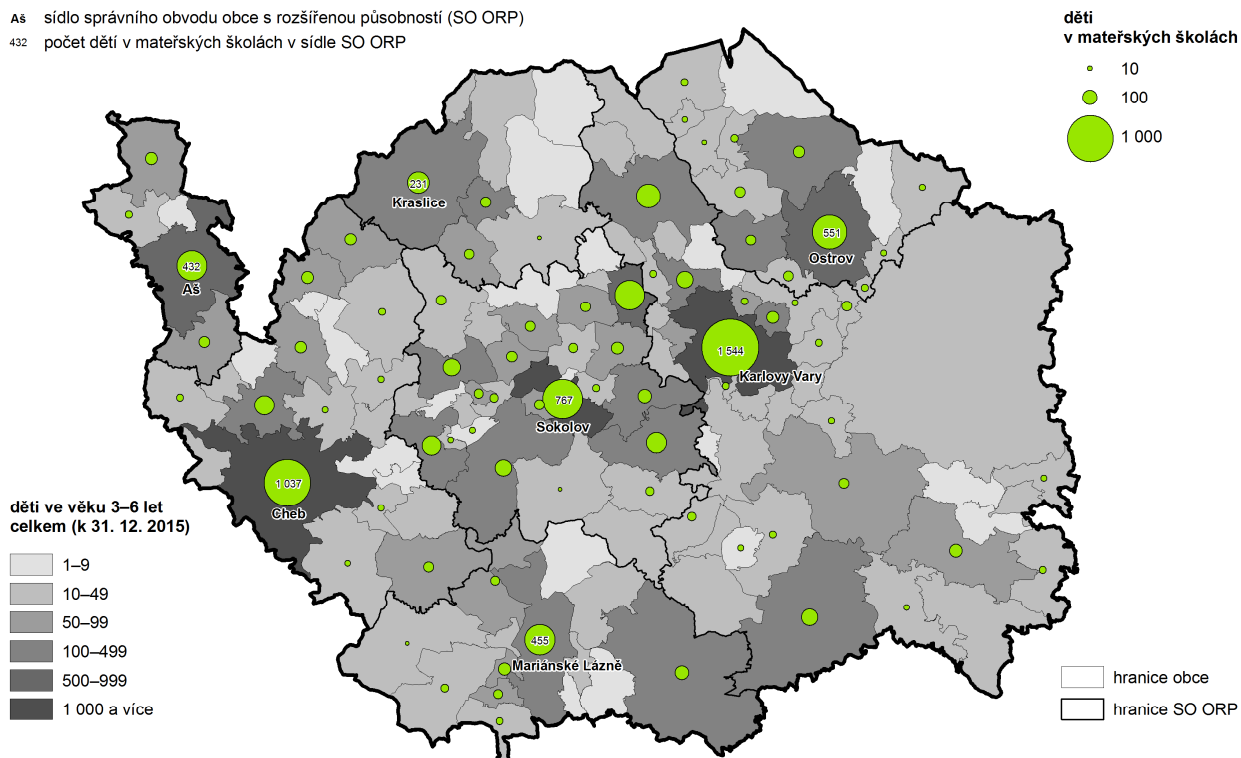 Aš sídlo správního obvodu obce s rozšířenou působností (SO ORP)
432 počet dětí v mateřských školách v sídle SO ORP
děti
v mateřských školách
10
100
1 000
231
Kraslice
551
Ostrov
432
Aš
1 544
Karlovy Vary
767
Sokolov
1 037
Cheb
455
Mariánské Lázně
děti ve věku 3–6 let
celkem (k 31. 12. 2015)
1–9
10–49
50–99
100–499
500–999
1 000 a více
hranice obce
hranice SO ORP